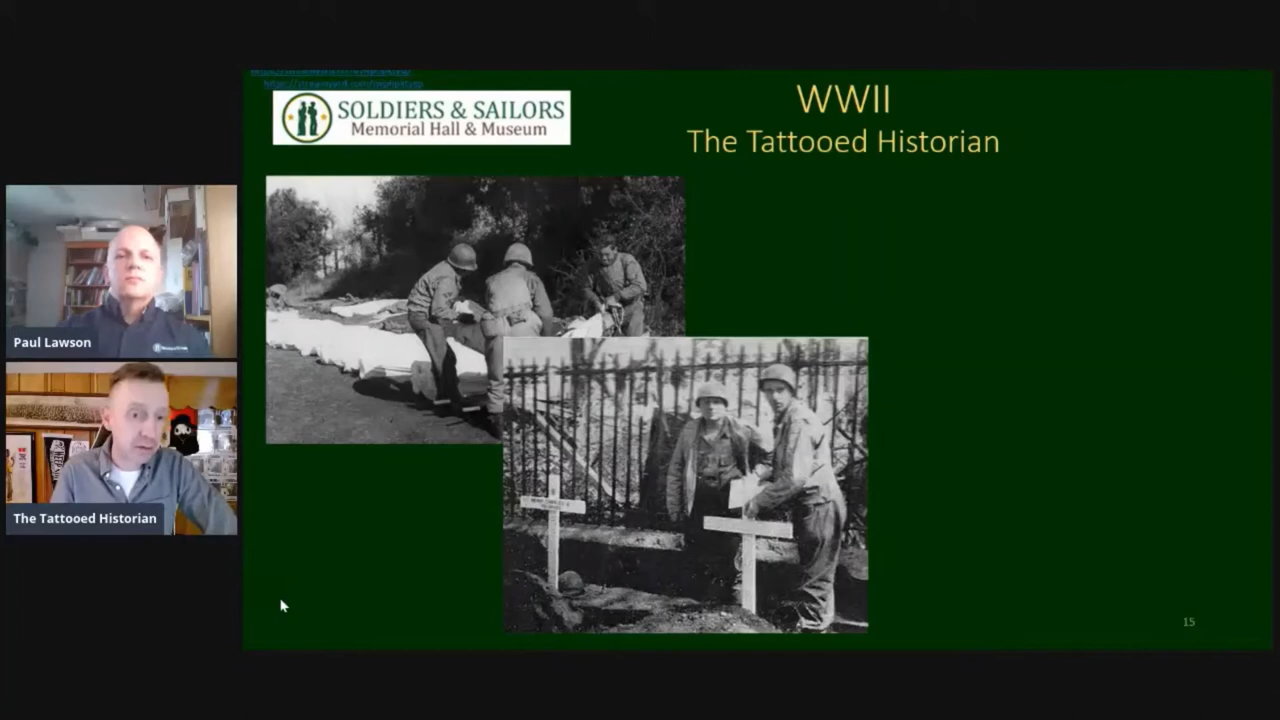 SOLDIERS & SAILORS
Memorial Hall & Museum
WWII
The Tattooed Historian
Paul Lawson
The Tattooed Historian
15